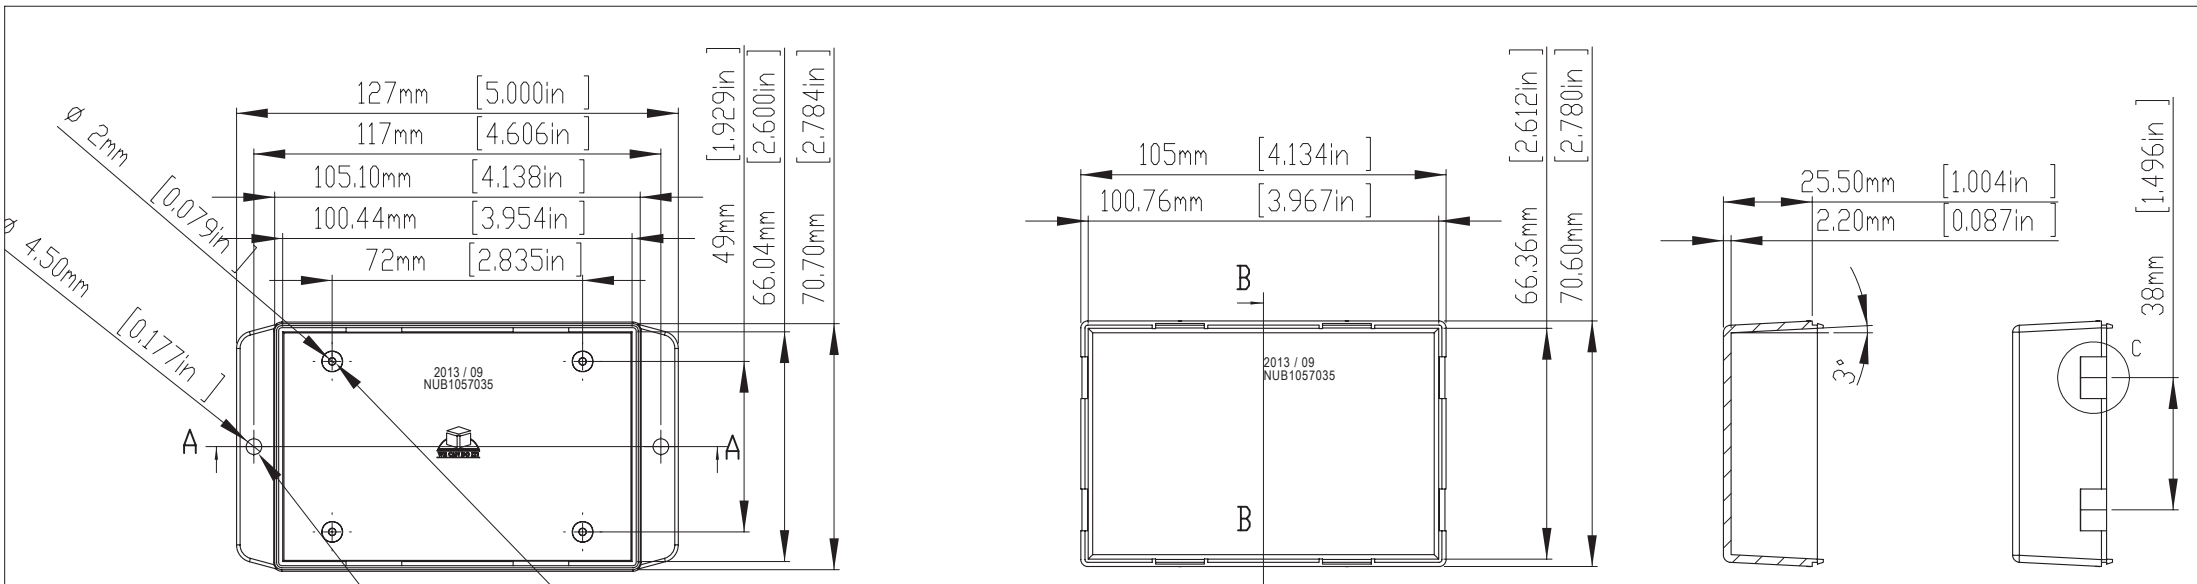 127mm [5.000in ]
117mm [4.606in ]
105.10mm [4.138in ]
100.44mm [3.954in ]
72mm [2.835in ]
Ø 2mm [0.079in ]
Ø 4.50mm [0.177in ]
49mm [1.929in ]
66.04mm [2.600in ]
70.70mm [2.784in ]
2013 / 09
NUB1057035
A
A
105mm [4.134in ]
100.76mm [3.967in ]
66.36mm [2.612in ]
70.60mm [2.780in ]
B
2013 / 09
NUB1057035
B
25.50mm [1.004in ]
2.20mm [0.087in ]
3°
38mm [1.496in ]
C